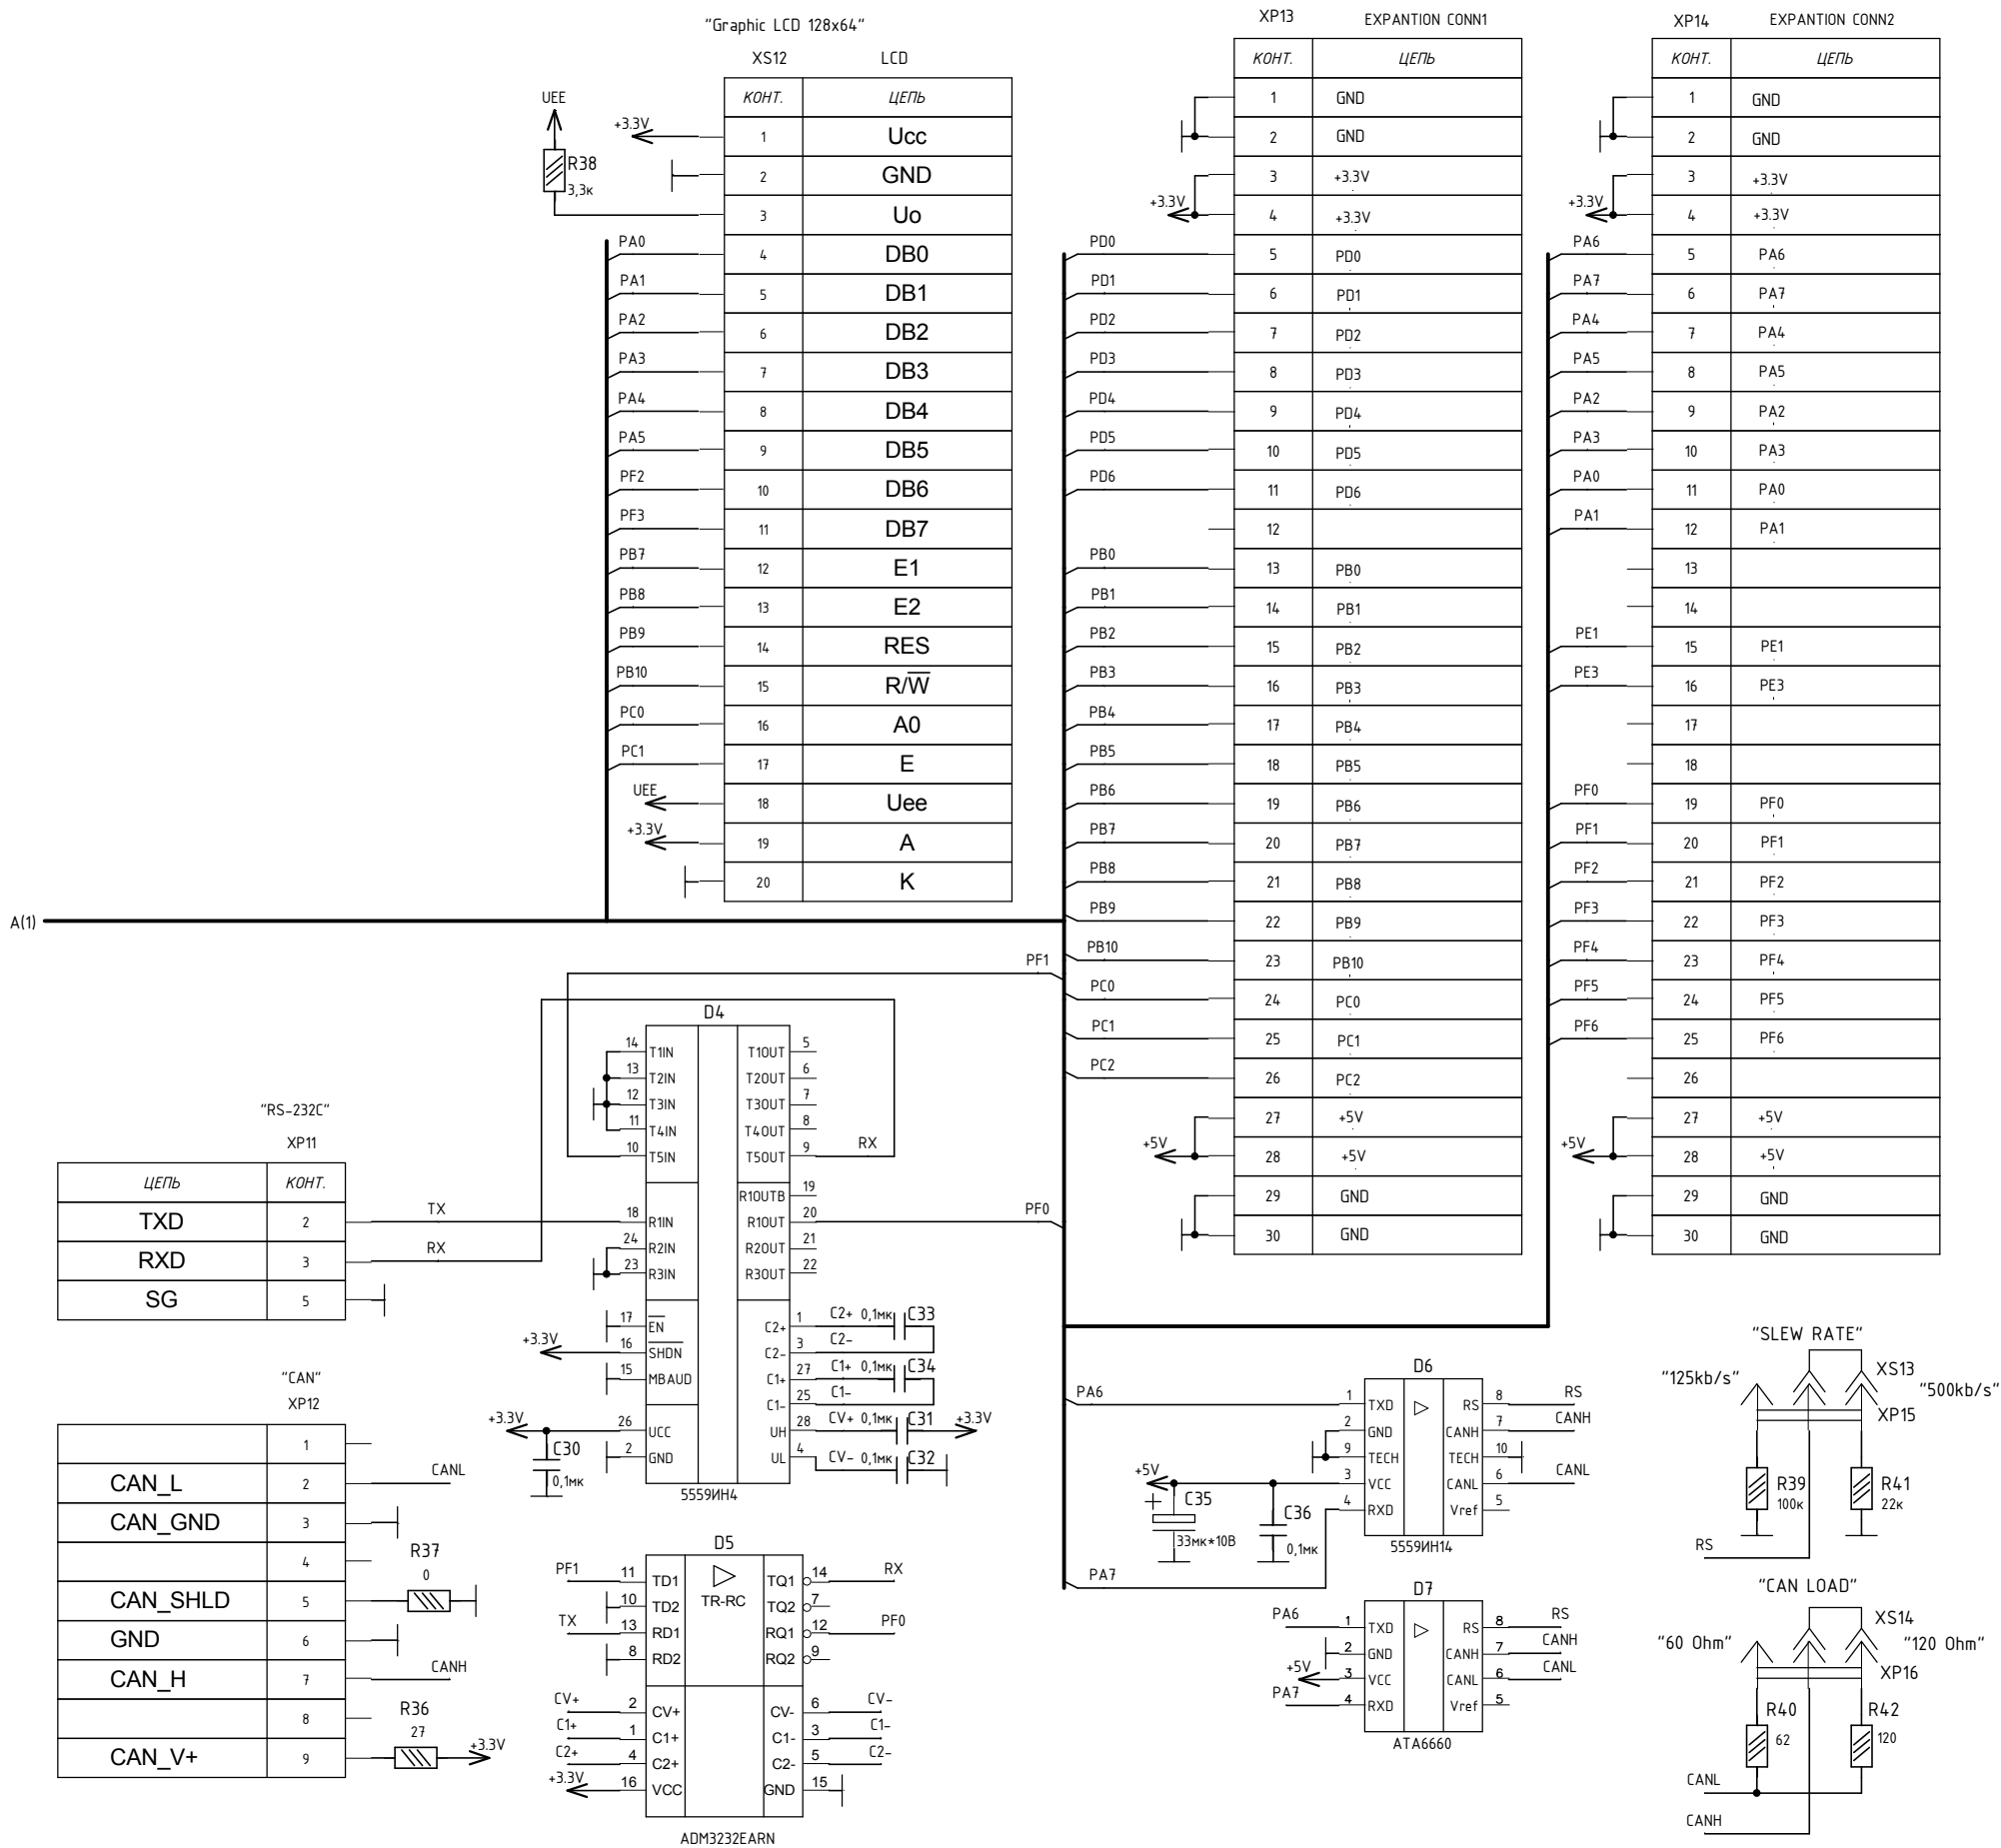 "Graphic LCD 128x64"
XS12 LCD
КОНТ. ЦЕПЬ
1 Ucc
2 GND
3 Uo
4 DB0
5 DB1
6 DB2
7 DB3
8 DB4
9 DB5
10 DB6
11 DB7
12 E1
13 E2
14 RES
15 R/W
16 A0
17 E
18 Uee
19 A
20 K
UEE
R38
3,3к
+3.3V
PA0
PA1
PA2
PA3
PA4
PA5
PF2
PF3
PB7
PB8
PB9
PB10
PC0
PC1
UEE
+3.3V
A(1)
XP13 EXPANTION CONN1
КОНТ. ЦЕПЬ
1 GND
2 GND
3 +3.3V
+3.3V 4 +3.3V
PD0 5 PD0
PD1 6 PD1
PD2 7 PD2
PD3 8 PD3
PD4 9 PD4
PD5 10 PD5
PD6 11 PD6
12
PB0 13 PB0
PB1 14 PB1
PB2 15 PB2
PB3 16 PB3
PB4 17 PB4
PB5 18 PB5
PB6 19 PB6
PB7 20 PB7
PB8 21 PB8
PB9 22 PB9
PB10 23 PB10
PC0 24 PC0
PC1 25 PC1
PC2 26 PC2
27 +5V
+5V 28 +5V
29 GND
30 GND
XP14 EXPANTION CONN2
КОНТ. ЦЕПЬ
1 GND
2 GND
3 +3.3V
+3.3V 4 +3.3V
PA6 5 PA6
PA7 6 PA7
PA4 7 PA4
PA5 8 PA5
PA2 9 PA2
PA3 10 PA3
PA0 11 PA0
PA1 12 PA1
13
14
PE1 15 PE1
PE3 16 PE3
17
18
PF0 19 PF0
PF1 20 PF1
PF2 21 PF2
PF3 22 PF3
PF4 23 PF4
PF5 24 PF5
PF6 25 PF6
26
27 +5V
+5V 28 +5V
29 GND
30 GND
"RS-232C"
XP11
ЦЕПЬ КОНТ.
TXD 2 TX
RXD 3 RX
SG 5
"CAN"
XP12
1
CAN_L 2 CANL
CAN_GND 3
4
CAN_SHLD 5
R37
0
GND 6
CAN_H 7 CANH
8
CAN_V+ 9
R36
27
+3.3V
PF1
D4
14 T1IN T1OUT 5
13 T2IN T2OUT 6
12 T3IN T3OUT 7
11 T4IN T4OUT 8
10 T5IN T5OUT 9 RX
R1OUTB 19
18 R1IN R1OUT 20 PF0
24 R2IN R2OUT 21
23 R3IN R3OUT 22
17 EN C2+ 1 C2+ 0,1мк C33
+3.3V 16 SHDN C2- 3 C2-
15 MBAUD C1+ 27 C1+ 0,1мк C34
C1- 25 C1-
+3.3V 26 UCC UH 28 CV+ 0,1мк C31 +3.3V
2 GND UL 4 CV- 0,1мк C32
C30
0,1мк
5559ИН4
D5
PF1 11 TD1 TQ1 14 RX
TR-RC
10 TD2 TQ2 7
TX 13 RD1 RQ1 12 PF0
8 RD2 RQ2 9
CV+ 2 CV+ CV- 6 CV-
C1+ 1 C1+ C1- 3 C1-
C2+ 4 C2+ C2- 5 C2-
+3.3V 16 VCC GND 15
ADM3232EARN
D6
PA6 1 TXD RS 8 RS
2 GND CANH 7 CANH
9 TECH TECH 10
+5V 3 VCC CANL 6 CANL
4 RXD Vref 5
+ C35
33мк*10В
C36
0,1мк
5559ИН14
PA7
D7
PA6 1 TXD RS 8 RS
2 GND CANH 7 CANH
+5V 3 VCC CANL 6 CANL
PA7 4 RXD Vref 5
ATA6660
"SLEW RATE"
"125kb/s" XS13 "500kb/s"
XP15
R39
100к
R41
22к
RS
"CAN LOAD"
"60 Ohm" XS14 "120 Ohm"
XP16
R40
62
R42
120
CANL
CANH